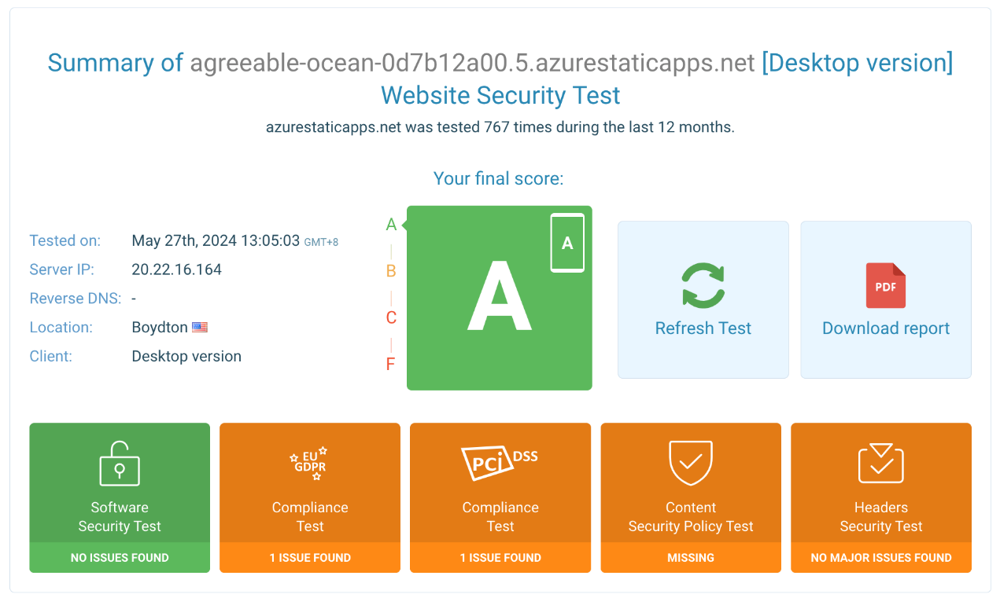 Summary of agreeable-ocean-0d7b12a00.5.azurestaticapps.net [Desktop version]
Website Security Test
azurestaticapps.net was tested 767 times during the last 12 months.
Your final score:
Tested on: May 27th, 2024 13:05:03 GMT+8
Server IP: 20.22.16.164
Reverse DNS: -
Location: Boydton
Client: Desktop version
A
B
C
F
A
A
Refresh Test
PDF
Download report
Software
Security Test
NO ISSUES FOUND
EU
GDPR
Compliance
Test
1 ISSUE FOUND
PCi DSS
Compliance
Test
1 ISSUE FOUND
Content
Security Policy Test
MISSING
Headers
Security Test
NO MAJOR ISSUES FOUND